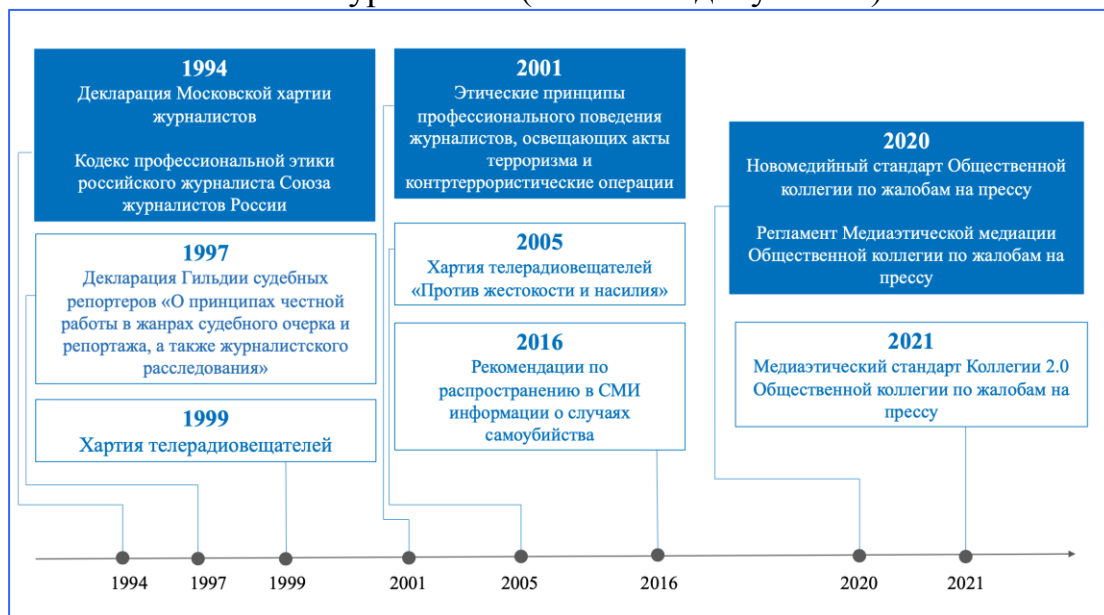 1994
Декларация Московской хартии
журналистов
Кодекс профессиональной этики
российского журналиста Союза
журналистов России
1997
Декларация Гильдии судебных
репортеров «О принципах честной
работы в жанрах судебного очерка и
репортажа, а также журналистского
расследования»
1999
Хартия телерадиовещателей
2001
Этические принципы
профессионального поведения
журналистов, освещающих акты
терроризма и
контртеррористические операции
2005
Хартия телерадиовещателей
«Против жестокости и насилия»
2016
Рекомендации по
распространению в СМИ
информации о случаях
самоубийства
2020
Новомедийный стандарт Общественной
коллегии по жалобам на
прессу
Регламент Медиаэтической медиации
Общественной коллегии по жалобам на
прессу
2021
Медиаэтический стандарт Коллегии 2.0
Общественной коллегии по жалобам на
прессу
1994 1997 1999 2001 2005 2016 2020 2021